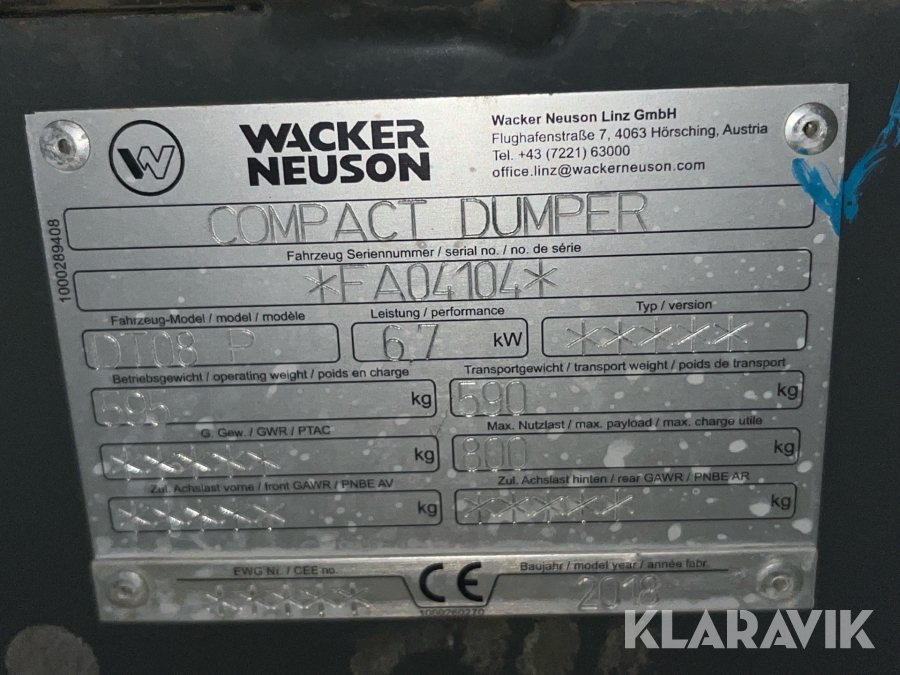 W
WACKER
NEUSON
Wacker Neuson Linz GmbH
Flughafenstraße 7, 4063 Hörsching, Austria
Tel. +43 (7221) 63000
office.linz@wackerneuson.com
1000289408
COMPACT DUMPER
Fahrzeug Seriennummer / serial no. / no. de série
*FA04104*
Fahrzeug-Model / model / modèle
Leistung / performance
Typ / version
DT08 P
6,7 kW
*****
Betriebsgewicht / operating weight / poids en charge
Transportgewicht / transport weight / poids de transport
595 kg
590 kg
G. Gew. / GWR / PTAC
Max. Nutzlast / max. payload / max. charge utile
***** kg
800 kg
Zul. Achslast vorne / front GAWR / PNBE AV
Zul. Achslast hinten / rear GAWR / PNBE AR
***** kg
***** kg
EWG Nr. / CEE no.
CE
Baujahr / model year / année fabr.
*****
1000260270
2018
KLARAVIK